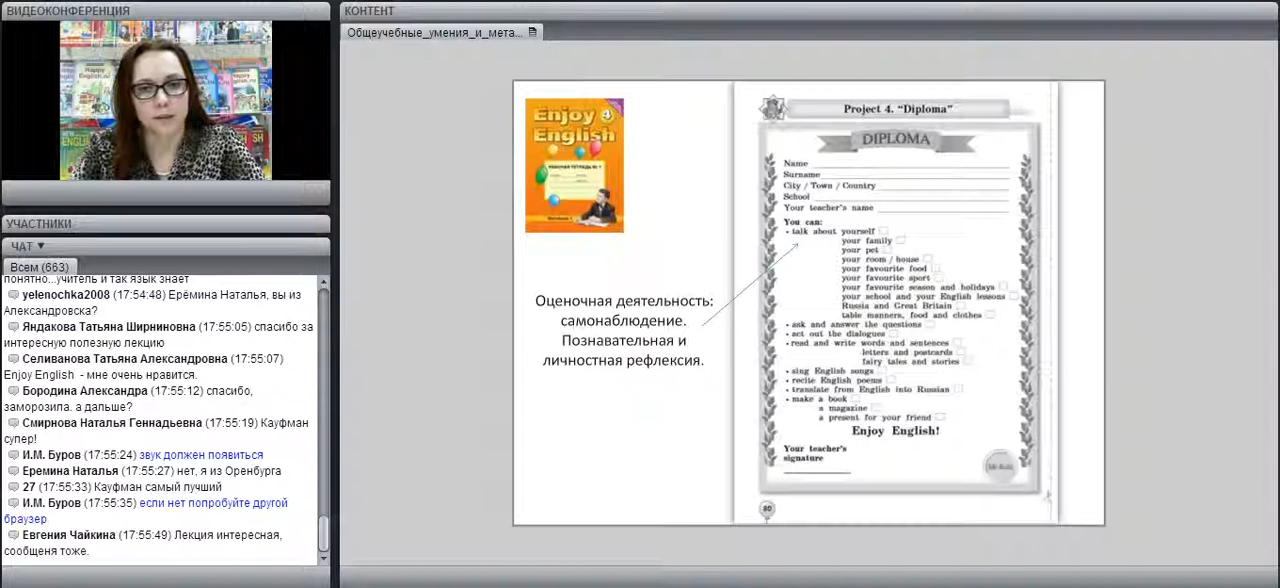 ВИДЕОКОНФЕРЕНЦИЯ
Happy
English.ru
УЧАСТНИКИ
ЧАТ ▼
Всем (663)
понятно...учитель и так язык знает
yelenochka2008 (17:54:48) Ерёмина Наталья, вы из
Александровска?
Яндакова Татьяна Ширниновна (17:55:05) спасибо за
интересную полезную лекцию
Селиванова Татьяна Александровна (17:55:07)
Enjoy English - мне очень нравится.
Бородина Александра (17:55:12) спасибо,
заморозила. а дальше?
Смирнова Наталья Геннадьевна (17:55:19) Кауфман
супер!
И.М. Буров (17:55:24) звук должен появиться
Еремина Наталья (17:55:27) нет, я из Оренбурга
27 (17:55:33) Кауфман самый лучший
И.М. Буров (17:55:35) если нет попробуйте другой
браузер
Евгения Чайкина (17:55:49) Лекция интересная,
сообщеня тоже.
КОНТЕНТ
Общеучебные_умения_и_мета...
Enjoy 4
English
РАБОЧАЯ ТЕТРАДЬ № 1
Оценочная деятельность:
самонаблюдение.
Познавательная и
личностная рефлексия.
Project 4. "Diploma"
DIPLOMA
Name
Surname
City / Town / Country
School
Your teacher's name
You can:
• talk about yourself
your family
your pet
your room / house
your favourite food
your favourite sport
your favourite season and holidays
your school and your English lessons
Russia and Great Britain
table manners, food and clothes
• ask and answer the questions
• act out the dialogues
• read and write words and sentences
letters and postcards
fairy tales and stories
• sing English songs
• recite English poems
• translate from English into Russian
• make a book
a magazine
a present for your friend
Enjoy English!
Your teacher's
signature
80